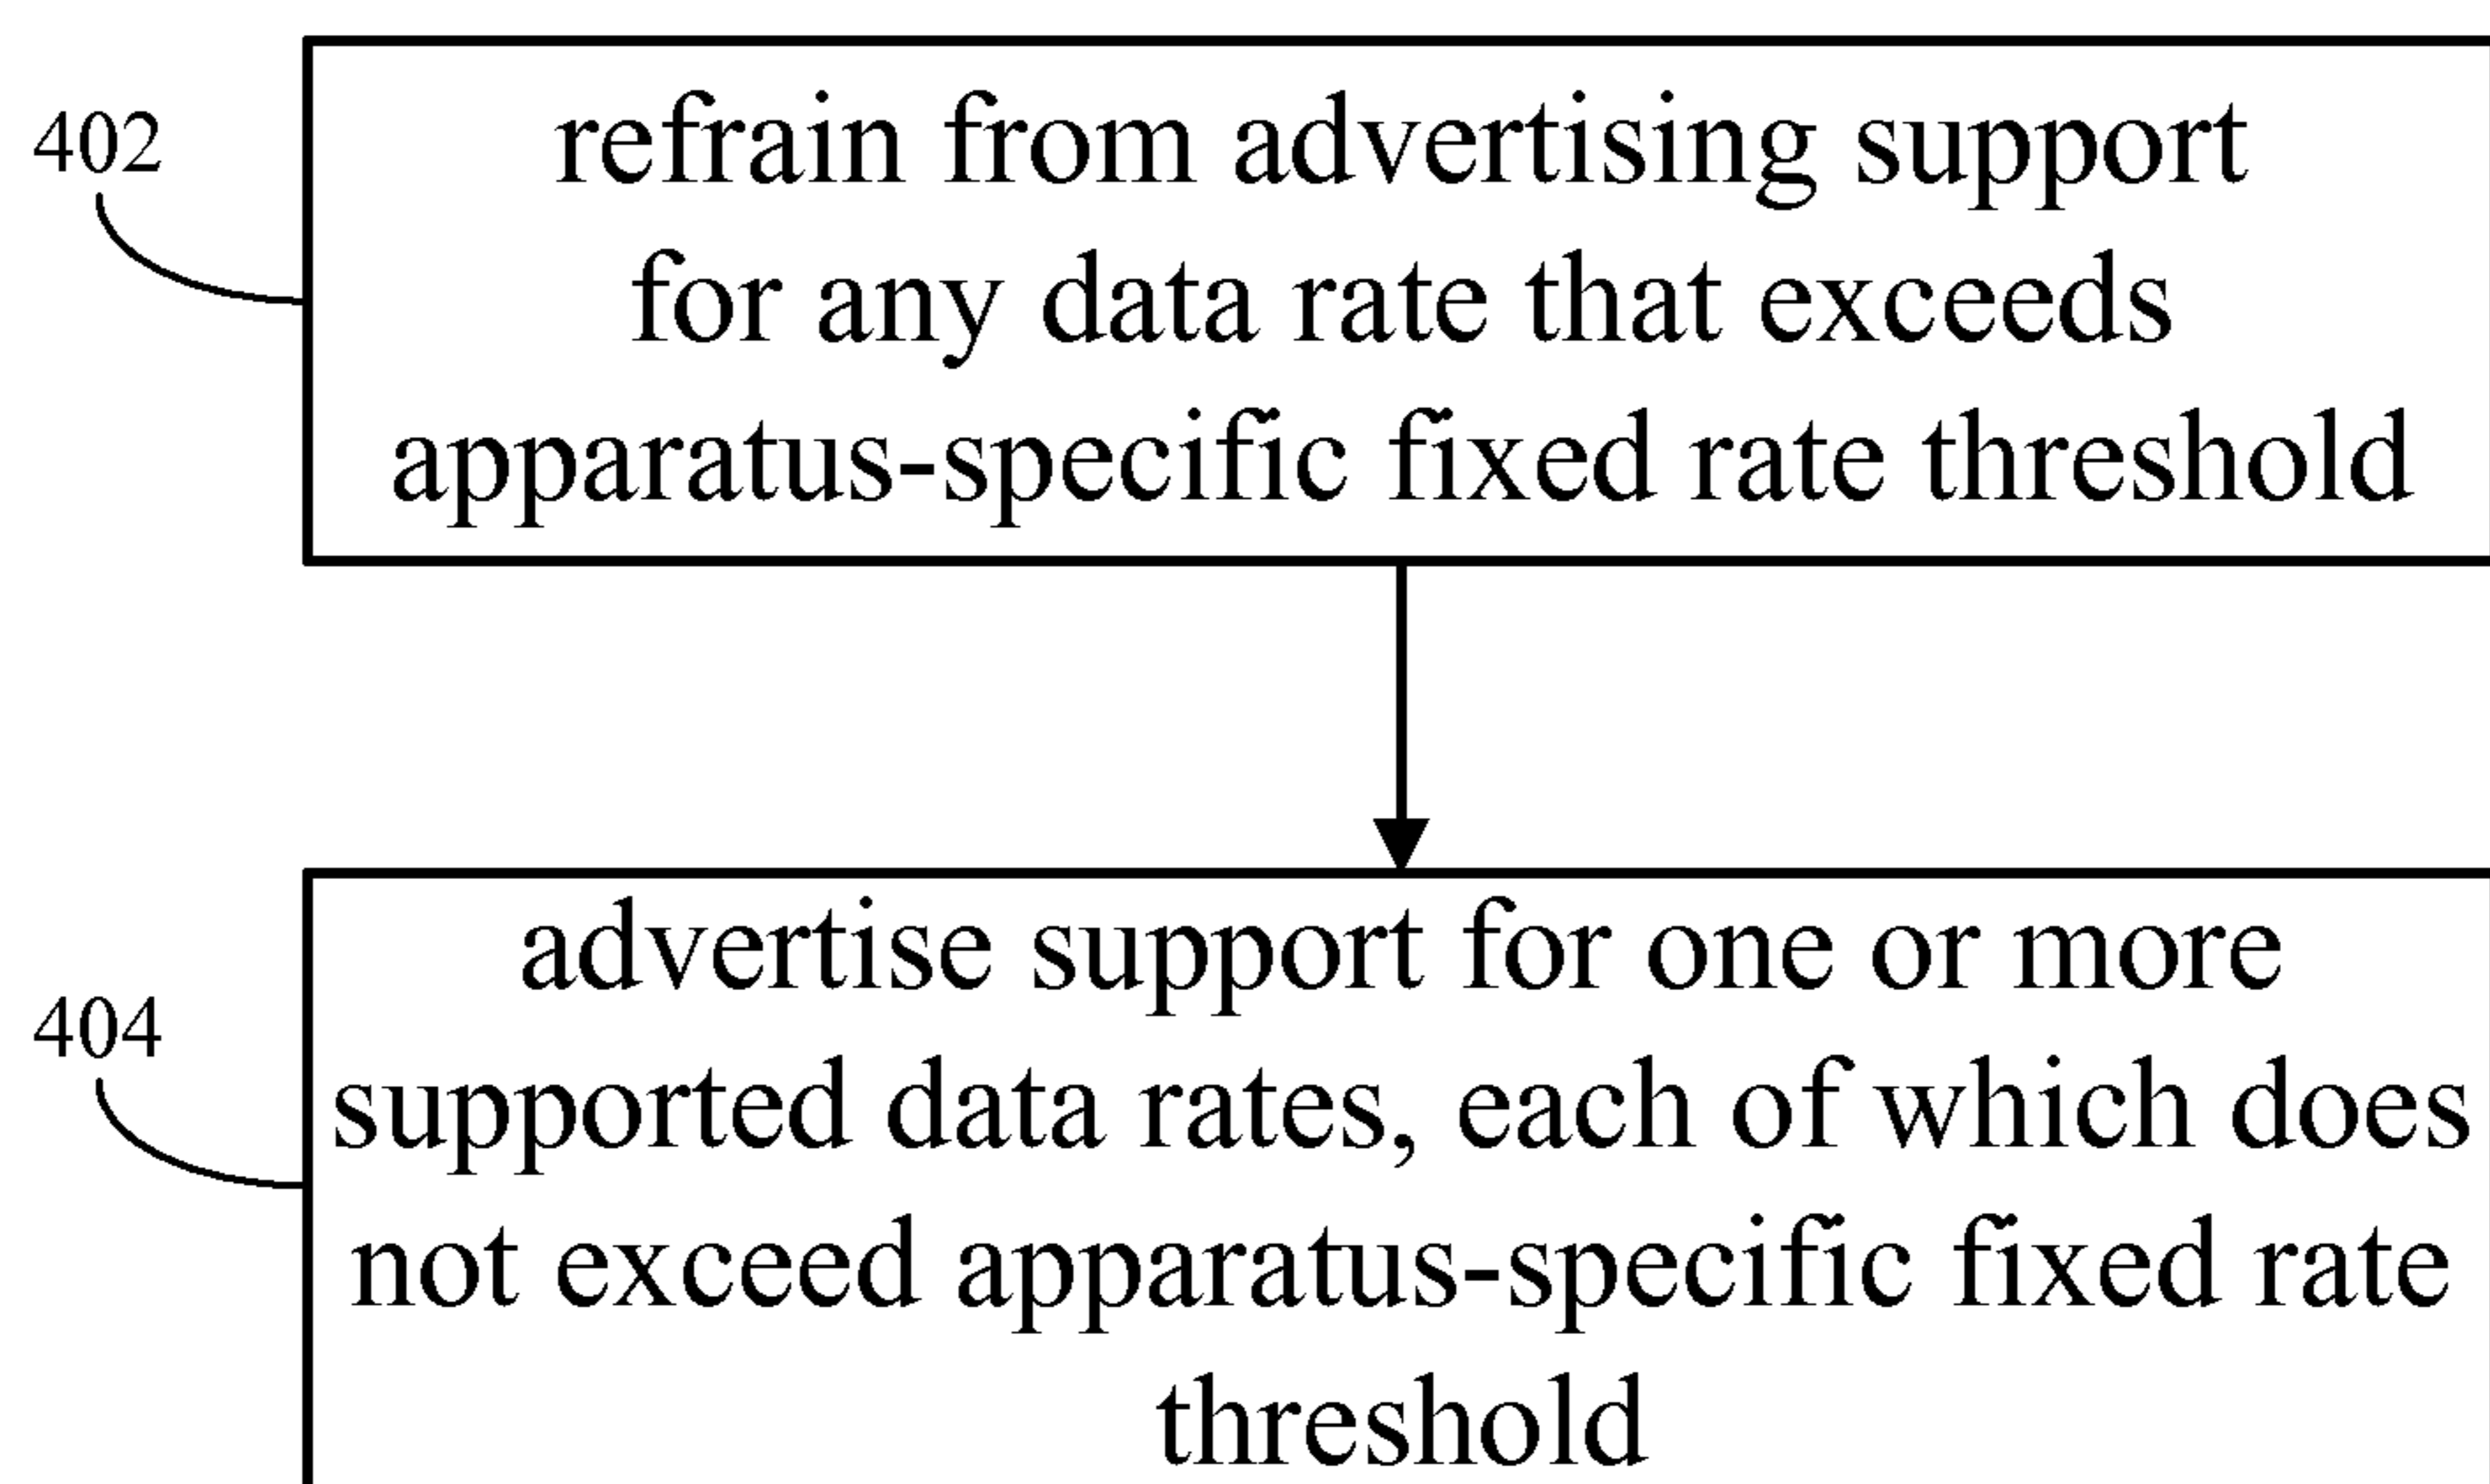 402
refrain from advertising support
for any data rate that exceeds
apparatus-specific fixed rate threshold
404
advertise support for one or more
supported data rates, each of which does
not exceed apparatus-specific fixed rate
threshold